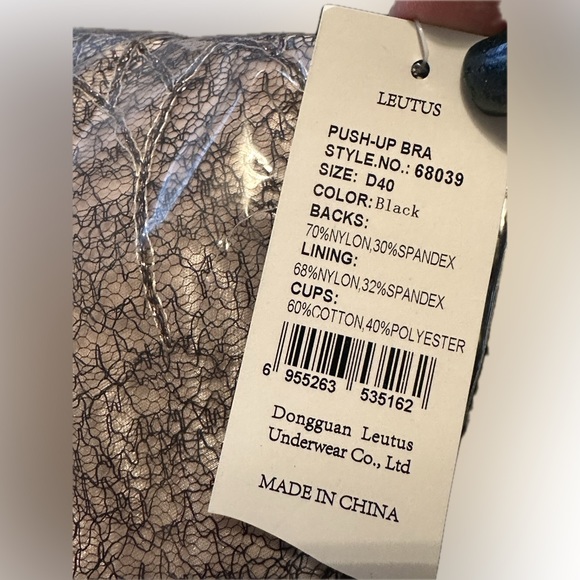 LEUTUS
PUSH-UP BRA
STYLE.NO.: 68039
SIZE: D40
COLOR: Black
BACKS:
70%NYLON,30%SPANDEX
LINING:
68%NYLON,32%SPANDEX
CUPS:
60%COTTON,40%POLYESTER
6 955263 535162
Dongguan Leutus
Underwear Co., Ltd
MADE IN CHINA